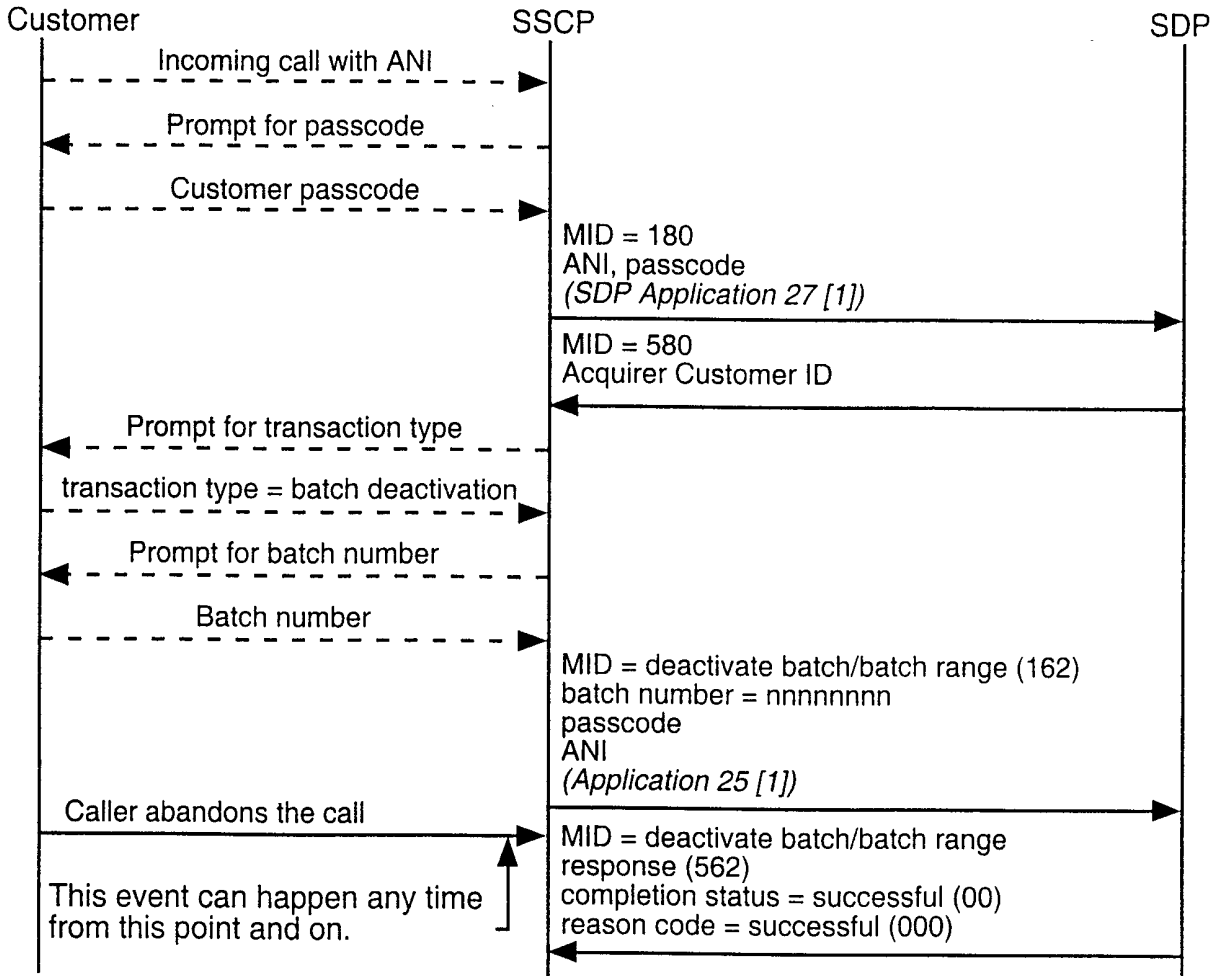 Customer
SSCP
SDP
Incoming call with ANI
Prompt for passcode
Customer passcode
MID = 180
ANI, passcode
(SDP Application 27 [1])
MID = 580
Acquirer Customer ID
Prompt for transaction type
transaction type = batch deactivation
Prompt for batch number
Batch number
MID = deactivate batch/batch range (162)
batch number = nnnnnnnn
passcode
ANI
(Application 25 [1])
Caller abandons the call
This event can happen any time
from this point and on.
MID = deactivate batch/batch range
response (562)
completion status = successful (00)
reason code = successful (000)